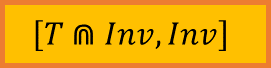 [T ⋒ Inv, Inv]